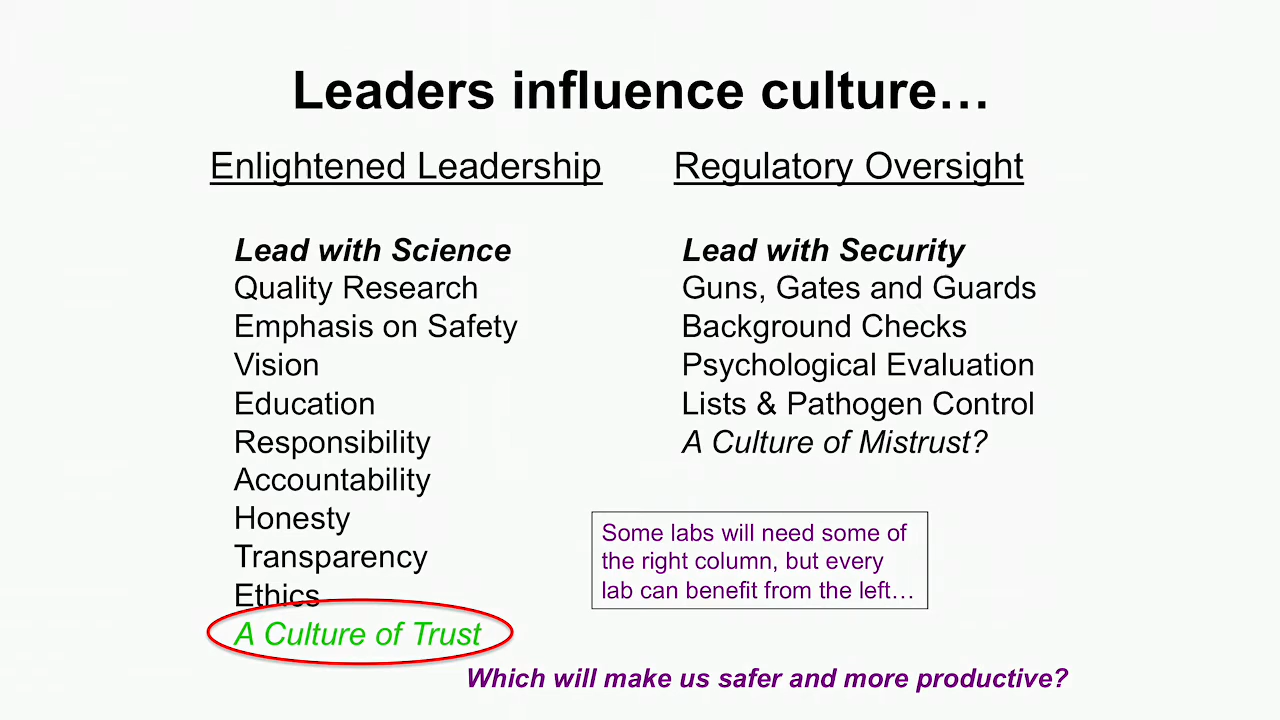 Leaders influence culture…
Enlightened Leadership
Lead with Science
Quality Research
Emphasis on Safety
Vision
Education
Responsibility
Accountability
Honesty
Transparency
Ethics
A Culture of Trust
Regulatory Oversight
Lead with Security
Guns, Gates and Guards
Background Checks
Psychological Evaluation
Lists & Pathogen Control
A Culture of Mistrust?
Some labs will need some of
the right column, but every
lab can benefit from the left…
Which will make us safer and more productive?